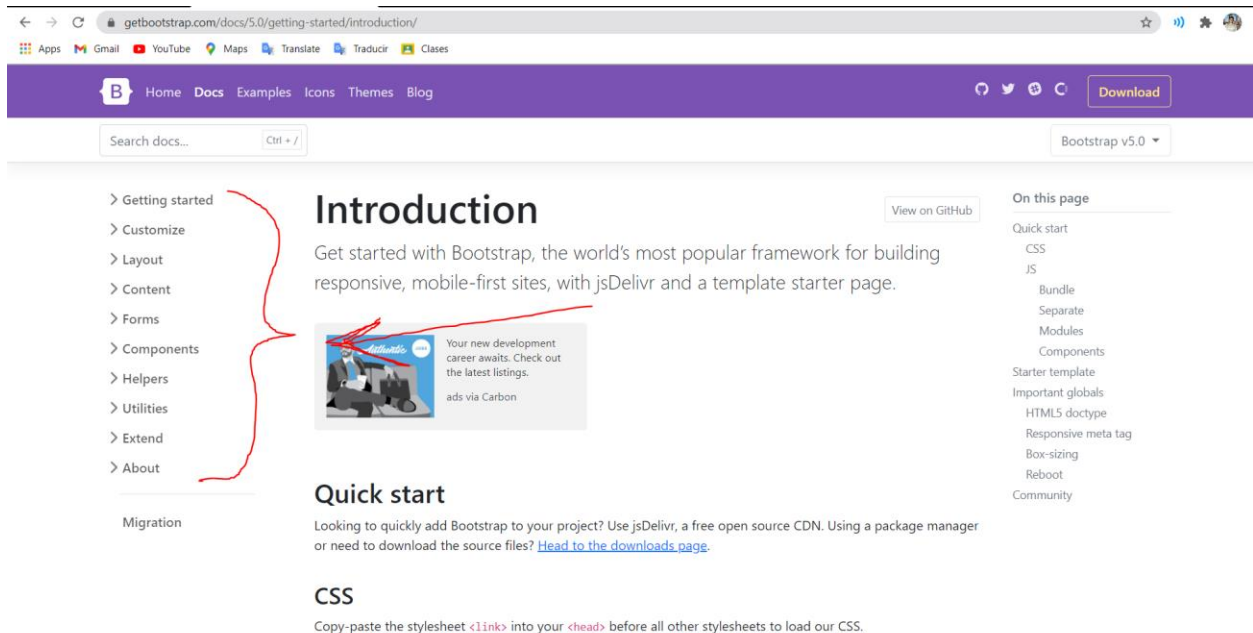 getbootstrap.com/docs/5.0/getting-started/introduction/
Apps Gmail YouTube Maps Translate Traducir Clases
B Home Docs Examples Icons Themes Blog Download
Search docs... Ctrl + / Bootstrap v5.0
Getting started
Customize
Layout
Content
Forms
Components
Helpers
Utilities
Extend
About
Migration
Introduction
View on GitHub
Get started with Bootstrap, the world's most popular framework for building
responsive, mobile-first sites, with jsDelivr and a template starter page.
Authentic
Your new development
career awaits. Check out
the latest listings.
ads via Carbon
Quick start
Looking to quickly add Bootstrap to your project? Use jsDelivr, a free open source CDN. Using a package manager
or need to download the source files? Head to the downloads page.
CSS
Copy-paste the stylesheet <link> into your <head> before all other stylesheets to load our CSS.
On this page
Quick start
CSS
JS
Bundle
Separate
Modules
Components
Starter template
Important globals
HTML5 doctype
Responsive meta tag
Box-sizing
Reboot
Community